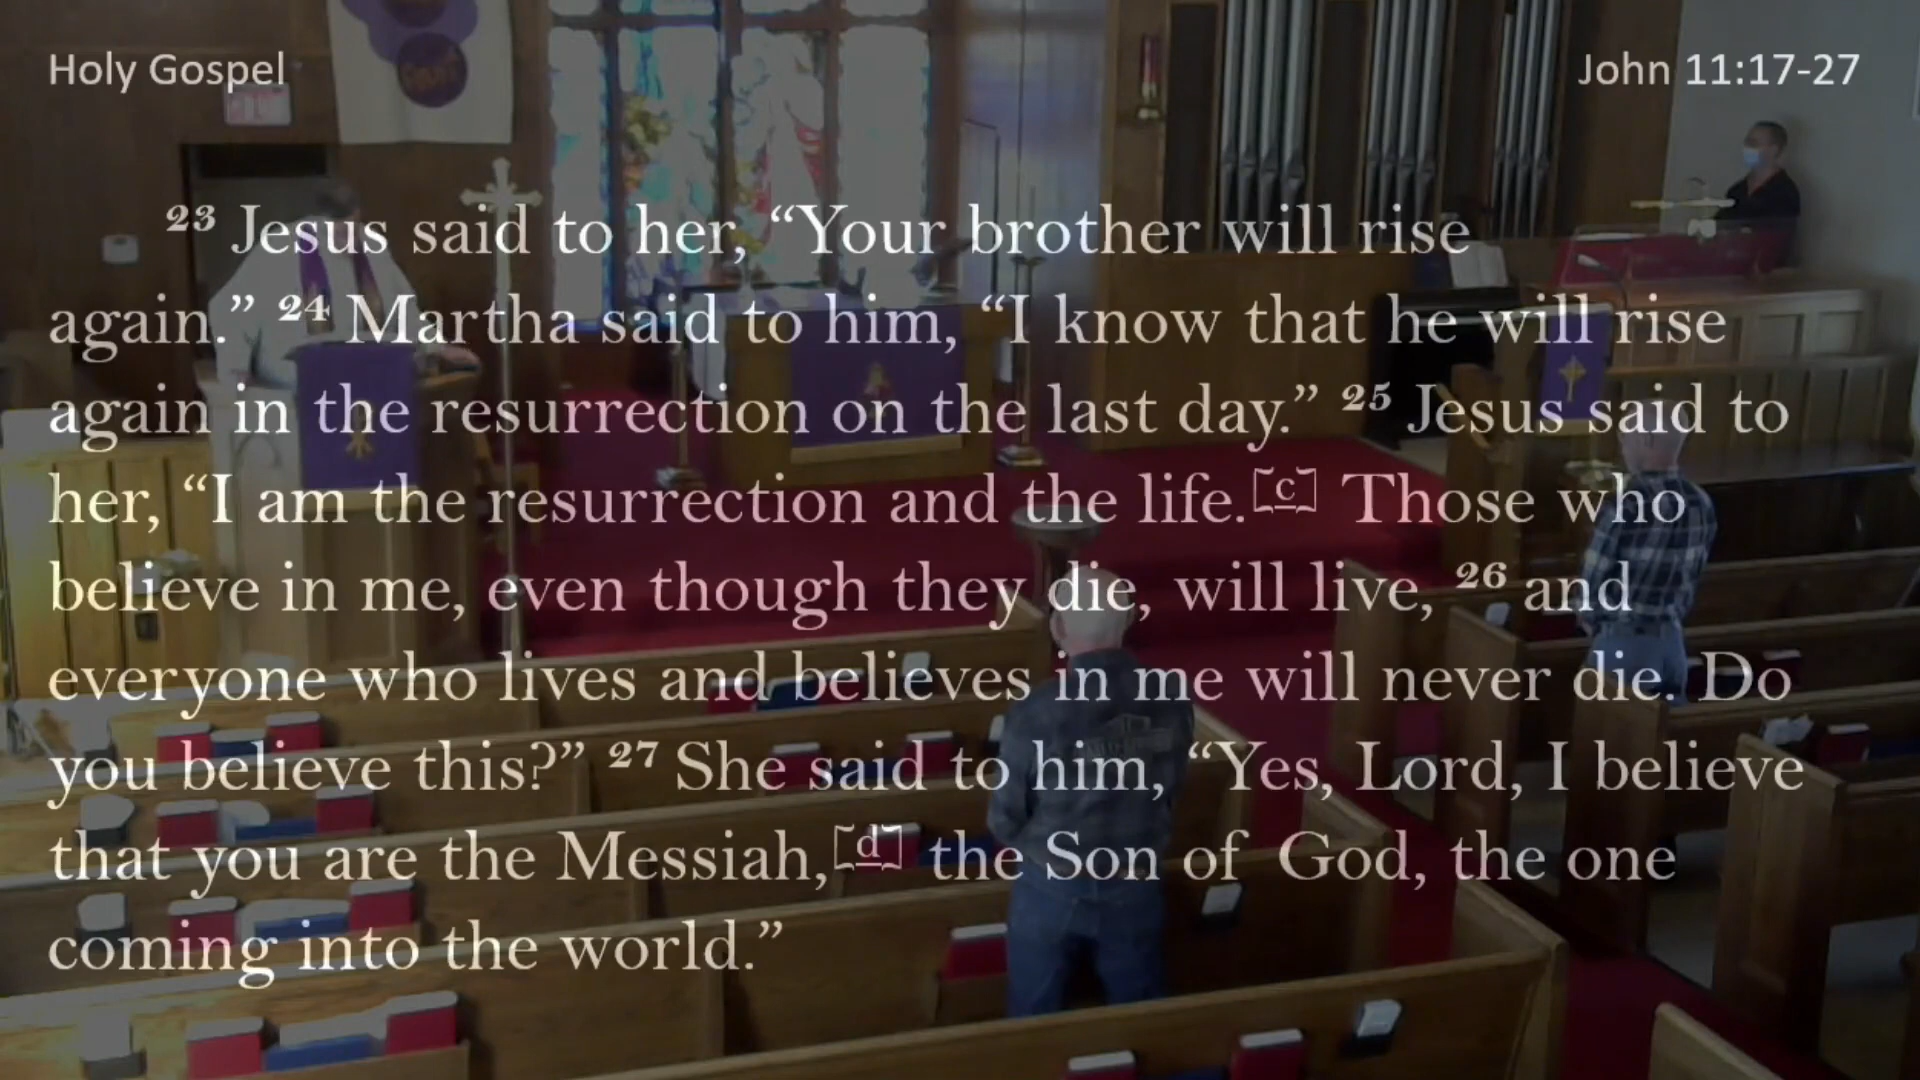 Holy Gospel
John 11:17-27
23 Jesus said to her, “Your brother will rise
again.” 24 Martha said to him, “I know that he will rise
again in the resurrection on the last day.” 25 Jesus said to
her, “I am the resurrection and the life.[c] Those who
believe in me, even though they die, will live, 26 and
everyone who lives and believes in me will never die. Do
you believe this?” 27 She said to him, “Yes, Lord, I believe
that you are the Messiah,[d] the Son of God, the one
coming into the world.”